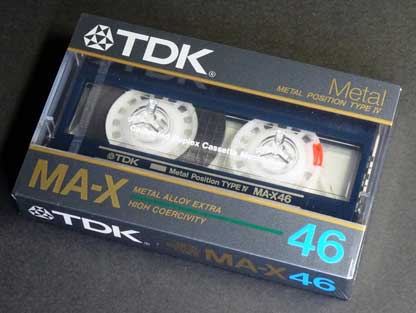 TDK®
Metal
METAL POSITION TYPE IV
TDK
Metal Position TYPE IV
MA-X46
MA-X
METAL ALLOY EXTRA
HIGH COERCIVITY
46
TDK
MA-X 46